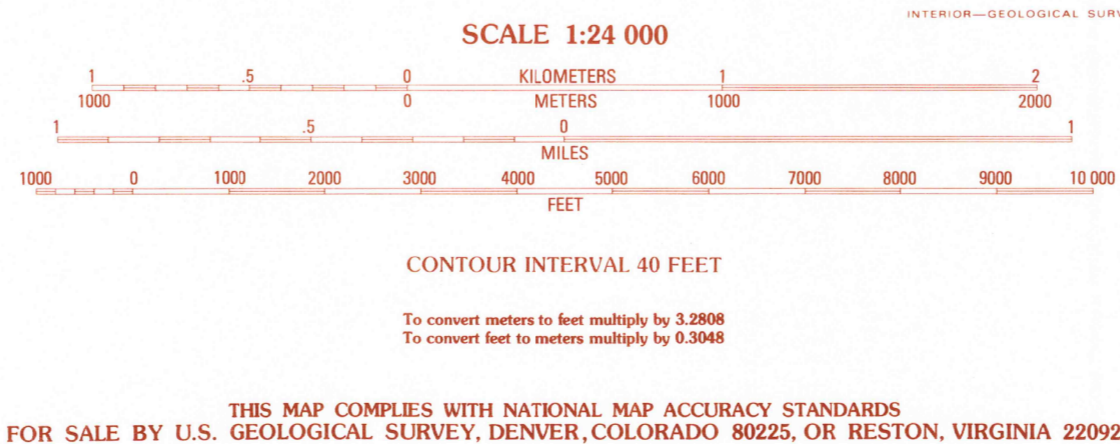 INTERIOR—GEOLOGICAL SURV
SCALE 1:24 000
1 .5 0 KILOMETERS 1 2
1000 0 METERS 1000 2000
1 .5 0 1
MILES
1000 0 1000 2000 3000 4000 5000 6000 7000 8000 9000 10 000
FEET
CONTOUR INTERVAL 40 FEET
To convert meters to feet multiply by 3.2808
To convert feet to meters multiply by 0.3048
THIS MAP COMPLIES WITH NATIONAL MAP ACCURACY STANDARDS
FOR SALE BY U.S. GEOLOGICAL SURVEY, DENVER, COLORADO 80225, OR RESTON, VIRGINIA 22092